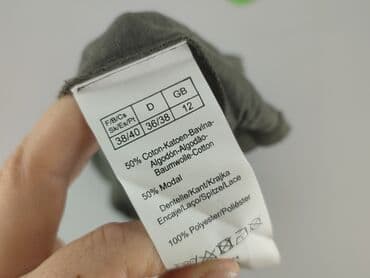 F/B/Cs
Sk/Es/Pt
D
GB
38/40
36/38
12
50% Coton-Katoen-Bavlna-
Algodón-Algodão-
Baumwolle-Cotton
50% Modal
Dentelle/Kant/Krajka
Encaje/Laço/Spitze/Lace
100% Polyester/Poliéster